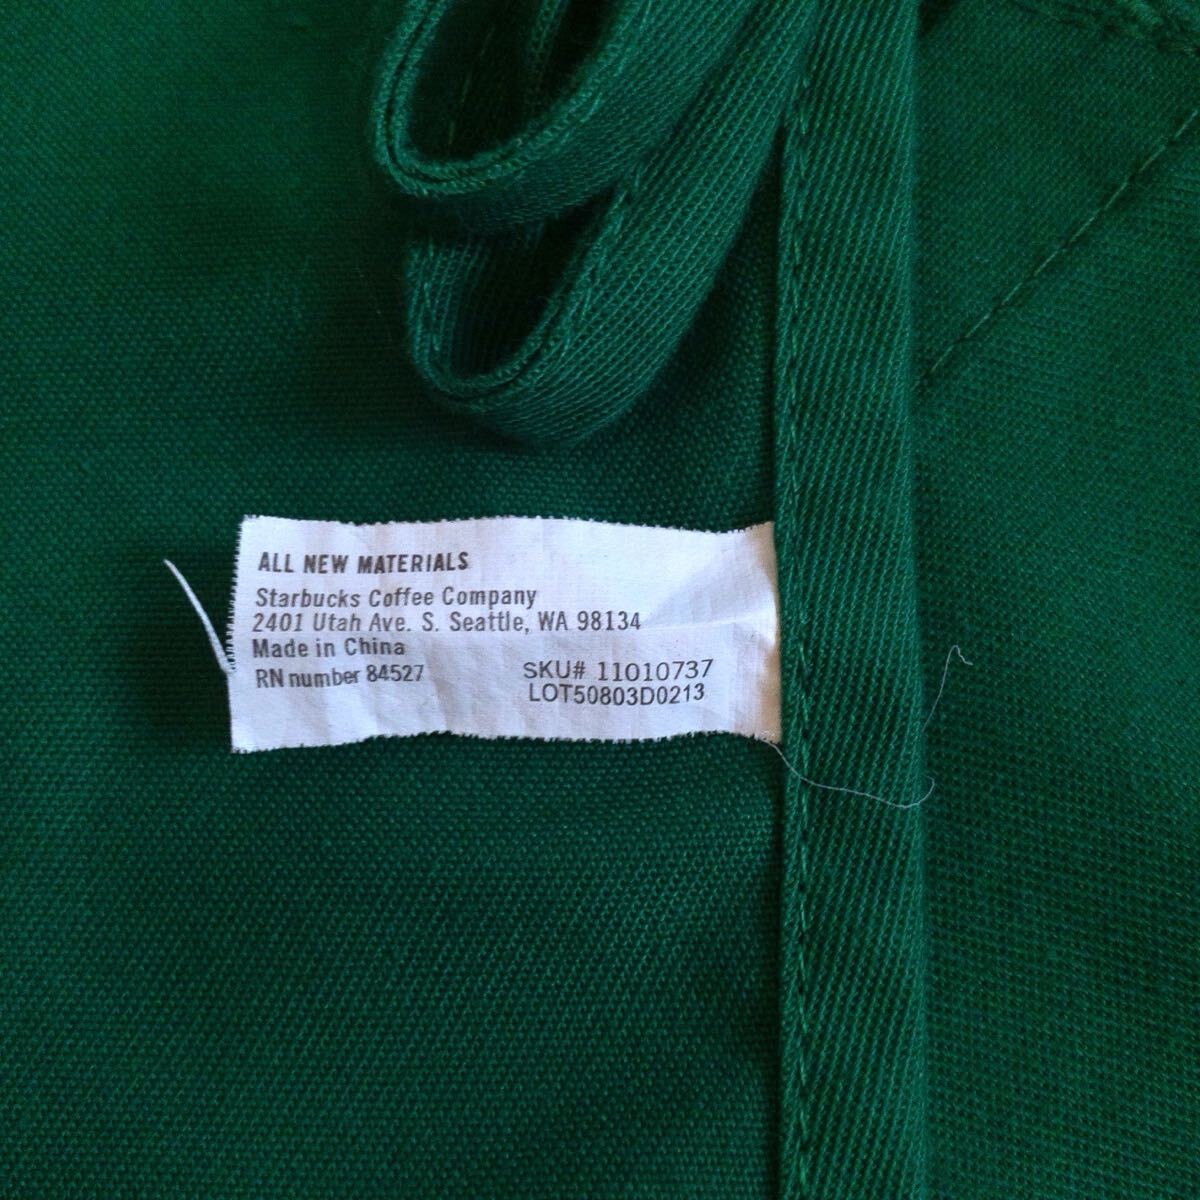 ALL NEW MATERIALS
Starbucks Coffee Company
2401 Utah Ave. S. Seattle, WA 98134
Made in China
RN number 84527
SKU# 11010737
LOT50803D0213